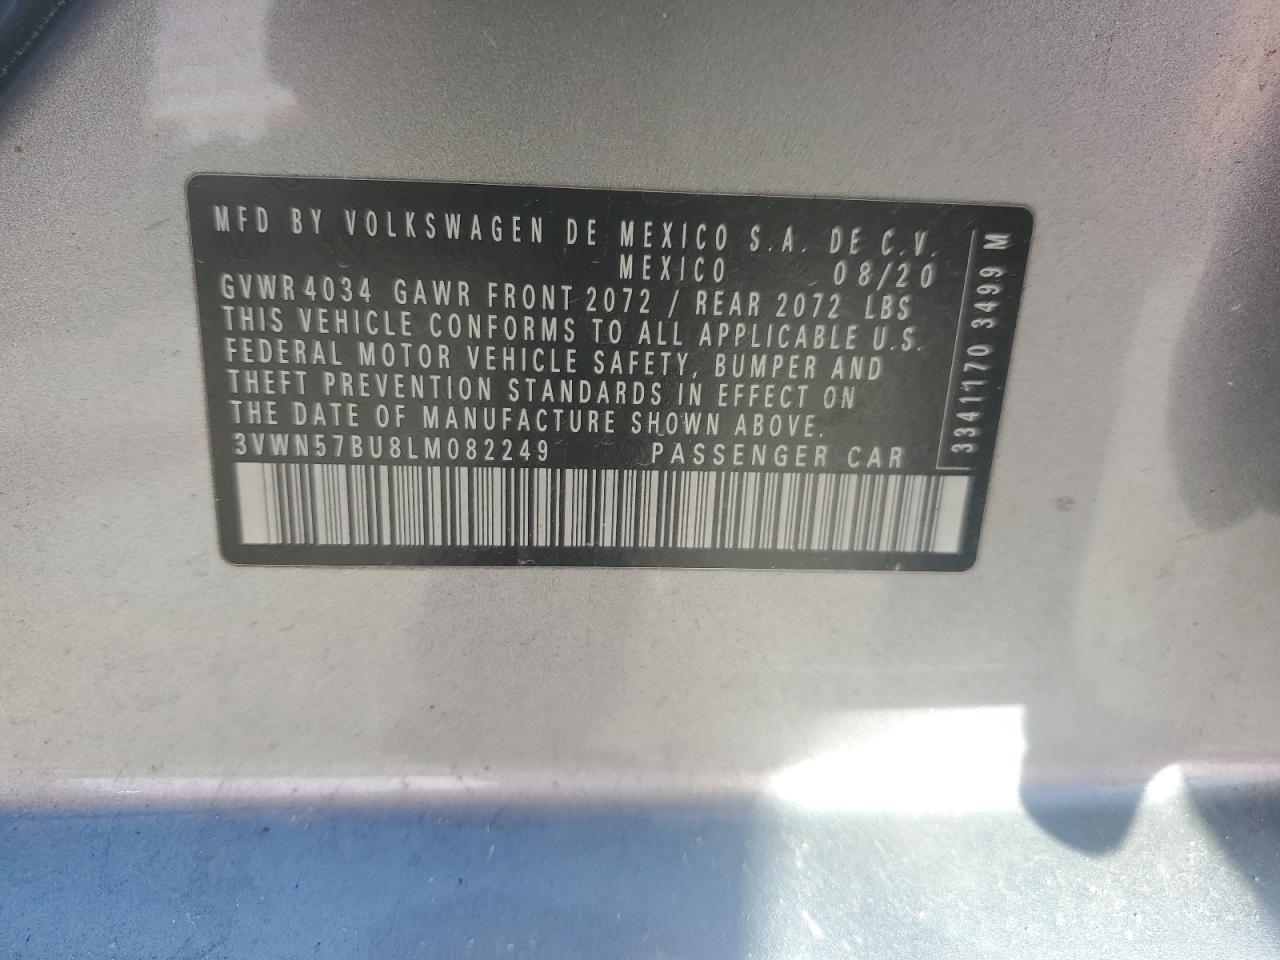 MFD BY VOLKSWAGEN DE MEXICO S.A. DE C.V.
MEXICO 08/20
GVWR 4034 GAWR FRONT 2072 / REAR 2072 LBS
THIS VEHICLE CONFORMS TO ALL APPLICABLE U.S.
FEDERAL MOTOR VEHICLE SAFETY, BUMPER AND
THEFT PREVENTION STANDARDS IN EFFECT ON
THE DATE OF MANUFACTURE SHOWN ABOVE.
3VWN57BU8LM082249 PASSENGER CAR
3341170 3499 M